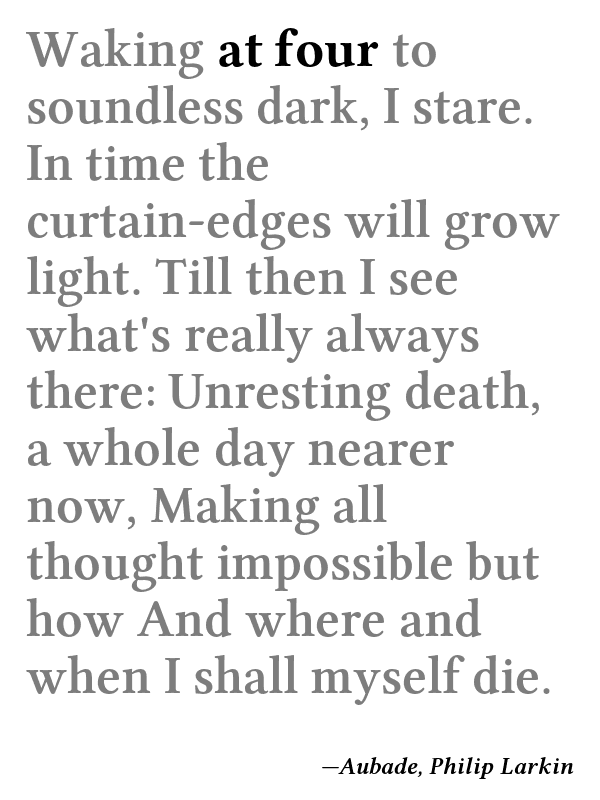 Waking at four to
soundless dark, I stare.
In time the
curtain-edges will grow
light. Till then I see
what's really always
there: Unresting death,
a whole day nearer
now, Making all
thought impossible but
how And where and
when I shall myself die.
—Aubade, Philip Larkin